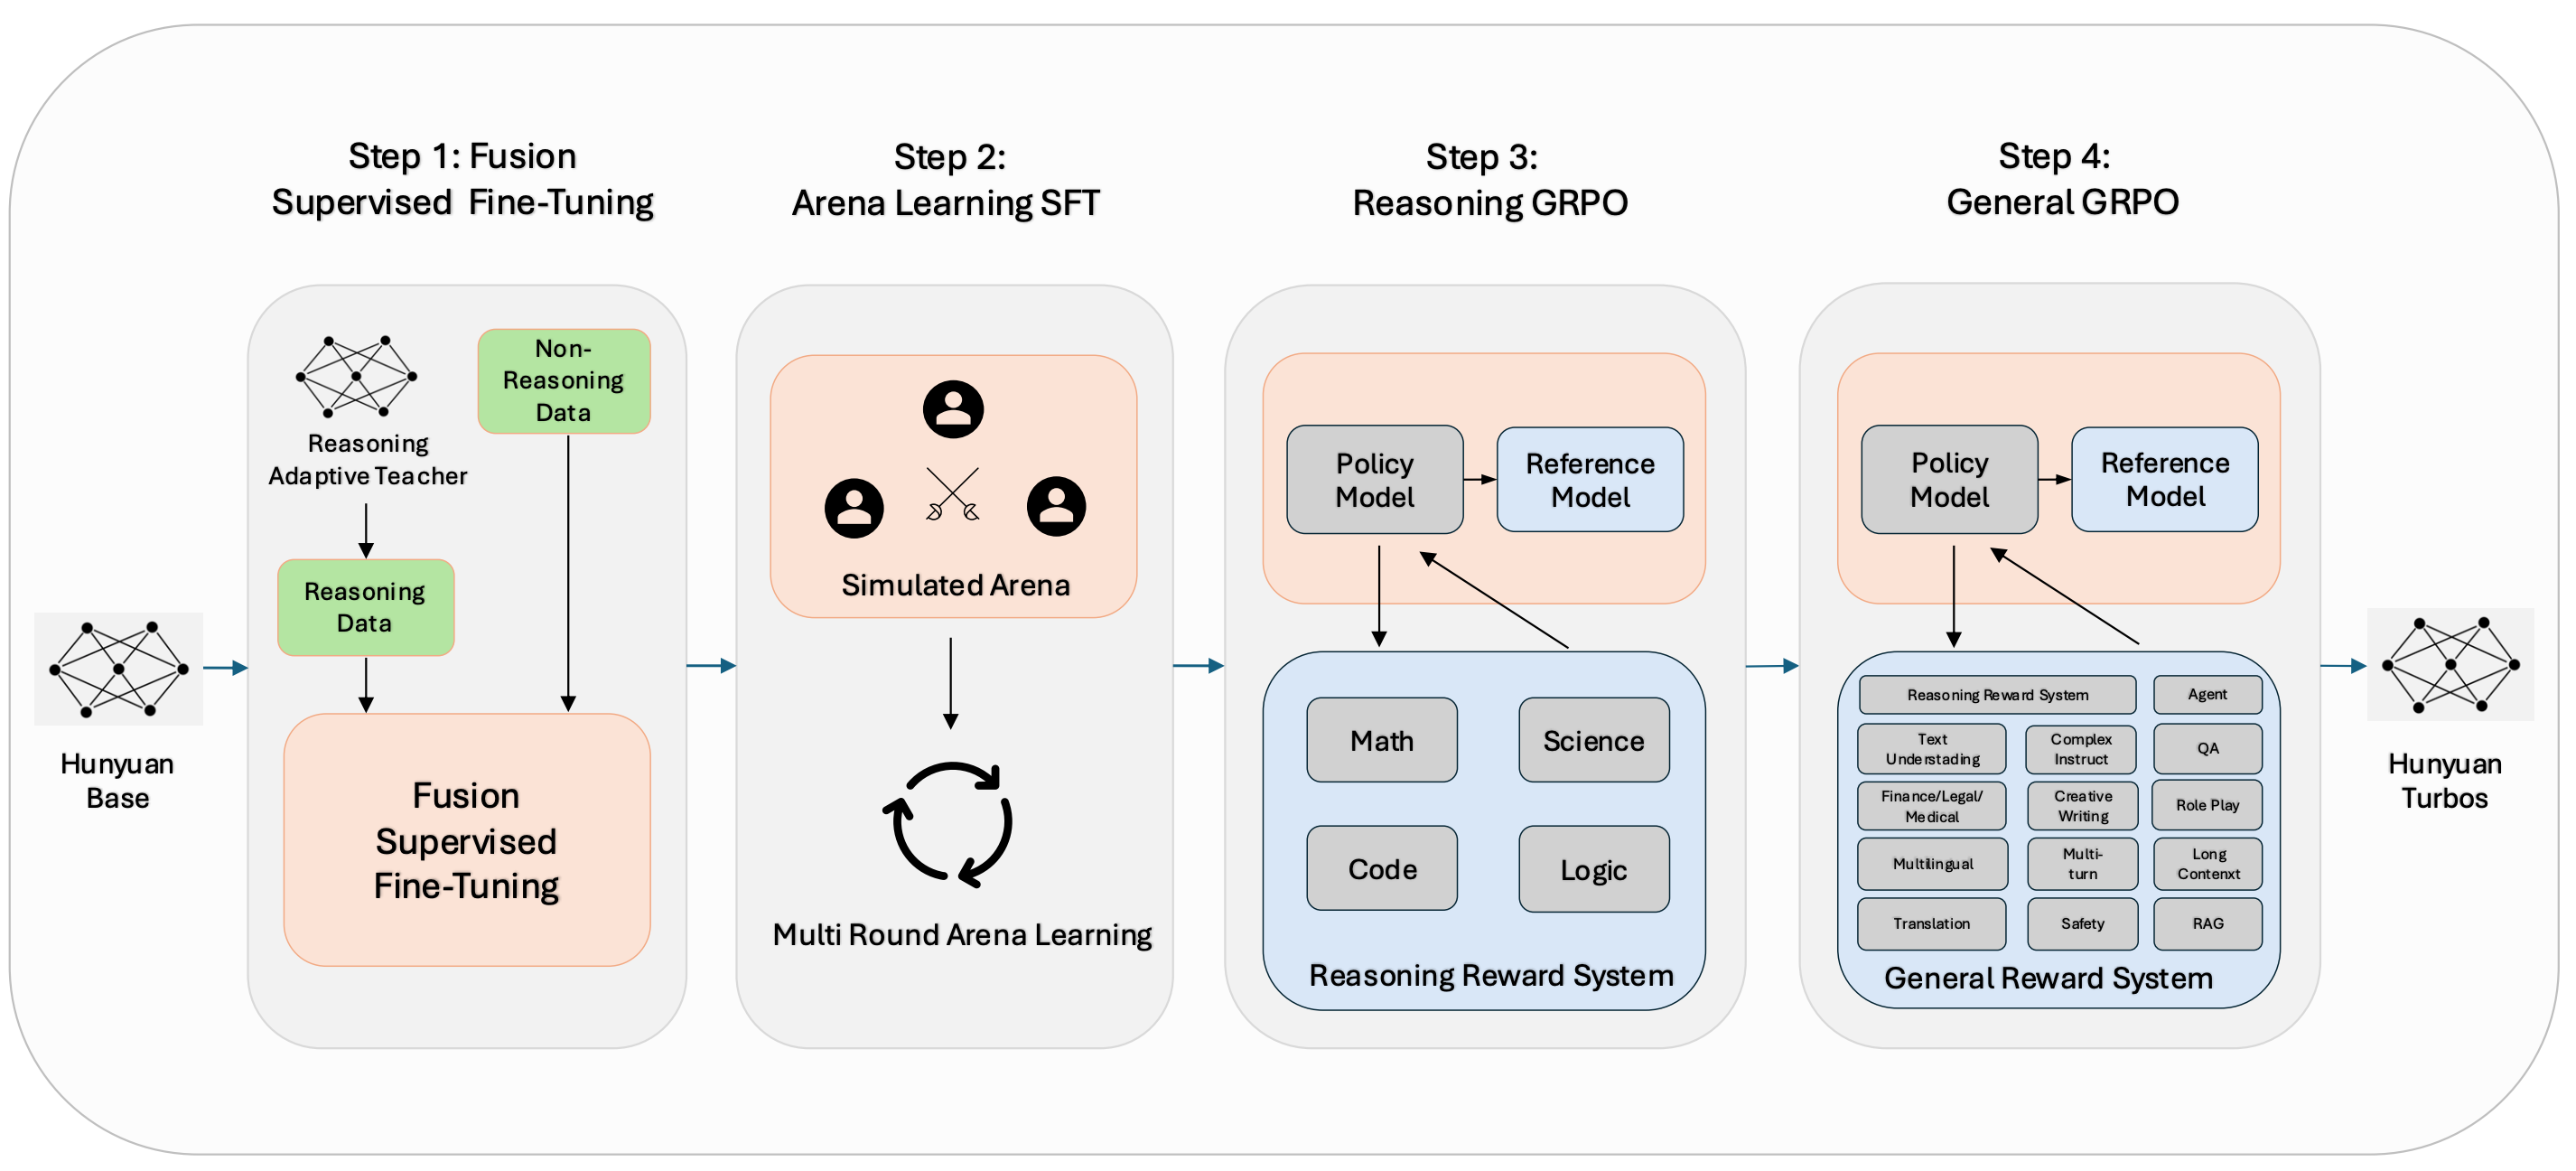 Step 1: Fusion
Supervised Fine-Tuning
Step 2:
Arena Learning SFT
Step 3:
Reasoning GRPO
Step 4:
General GRPO
Hunyuan
Base
Reasoning
Adaptive Teacher
Non-
Reasoning
Data
Reasoning
Data
Fusion
Supervised
Fine-Tuning
Simulated Arena
Multi Round Arena Learning
Policy
Model
Reference
Model
Math
Science
Code
Logic
Reasoning Reward System
Policy
Model
Reference
Model
Reasoning Reward System
Agent
Text
Understading
Complex
Instruct
QA
Finance/Legal/
Medical
Creative
Writing
Role Play
Multilingual
Multi-
turn
Long
Contenxt
Translation
Safety
RAG
General Reward System
Hunyuan
Turbos